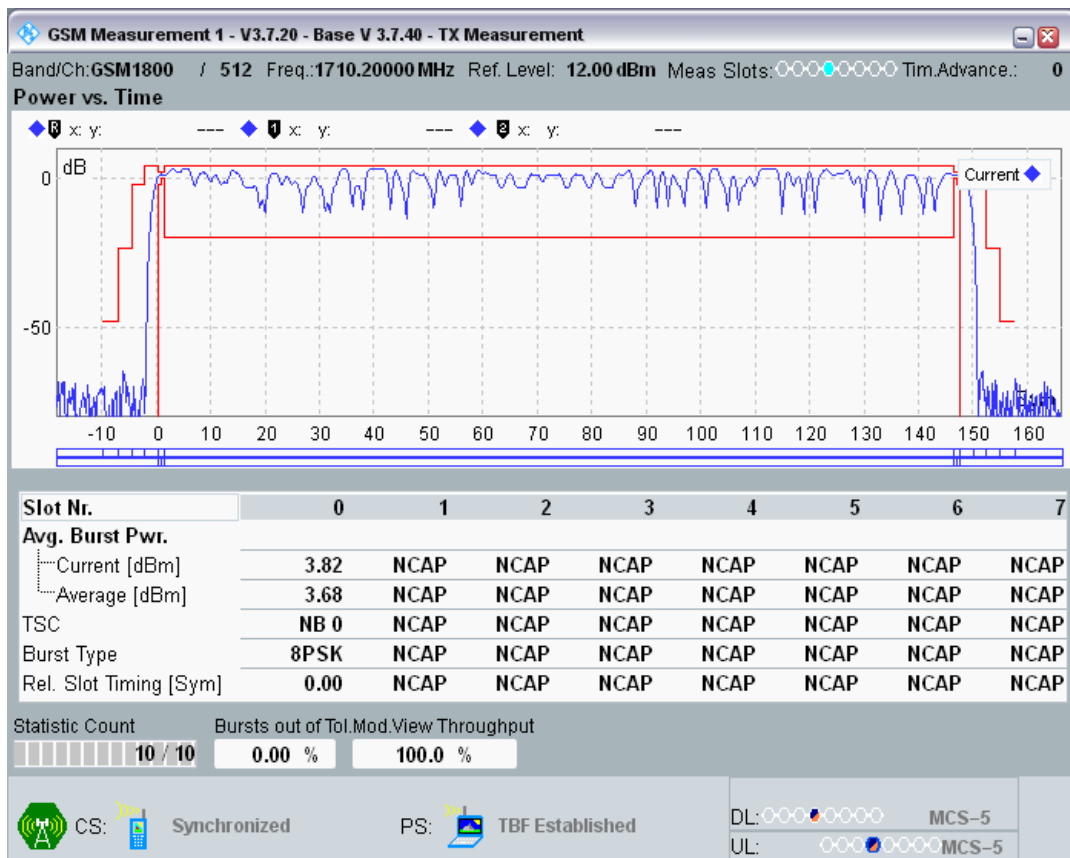 GSM Measurement 1 - V3.7.20 - Base V 3.7.40 - TX Measurement
Band/Ch:GSM1800 / 512 Freq.:1710.20000 MHz Ref. Level: 12.00 dBm Meas Slots: Tim.Advance.: 0
Power vs. Time
R x: y: --- 1 x: y: --- 2 x: y: ---
dB
Current
0
-50
-10 0 10 20 30 40 50 60 70 80 90 100 110 120 130 140 150 160
Slot Nr. 0 1 2 3 4 5 6 7
Avg. Burst Pwr.
Current [dBm] 3.82 NCAP NCAP NCAP NCAP NCAP NCAP NCAP
Average [dBm] 3.68 NCAP NCAP NCAP NCAP NCAP NCAP NCAP
TSC NB 0 NCAP NCAP NCAP NCAP NCAP NCAP NCAP
Burst Type 8PSK NCAP NCAP NCAP NCAP NCAP NCAP NCAP
Rel. Slot Timing [Sym] 0.00 NCAP NCAP NCAP NCAP NCAP NCAP NCAP
Statistic Count Bursts out of Tol.Mod.View Throughput
10 / 10 0.00 % 100.0 %
CS: Synchronized PS: TBF Established DL: MCS-5
UL: MCS-5